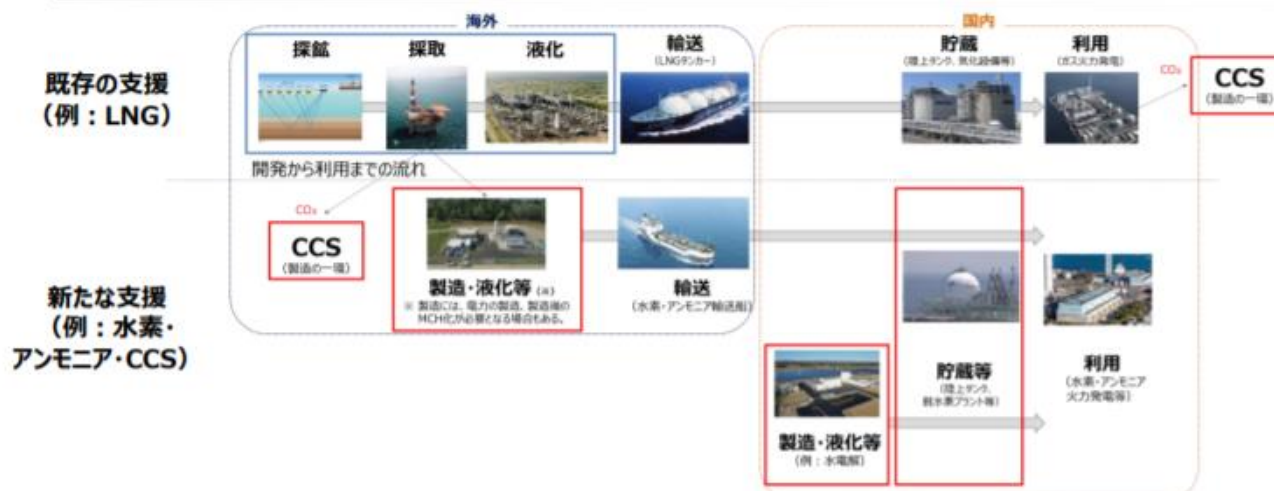 海外
国内
既存の支援
(例：LNG)
探鉱
採取
液化
輸送
(LNGタンカー)
貯蔵
(陸上タンク、気化設備等)
利用
(ガス火力発電)
CO₂
CCS
(製造の一環)
開発から利用までの流れ
新たな支援
(例：水素・
アンモニア・CCS)
CO₂
CCS
(製造の一環)
製造・液化等 (※)
※ 製造には、電力の製造、製造後の
MCH化が必要となる場合もある。
輸送
(水素・アンモニア輸送船)
製造・液化等
(例：水電解)
貯蔵等
(陸上タンク、
脱水素プラント等)
利用
(水素・アンモニア
火力発電等)